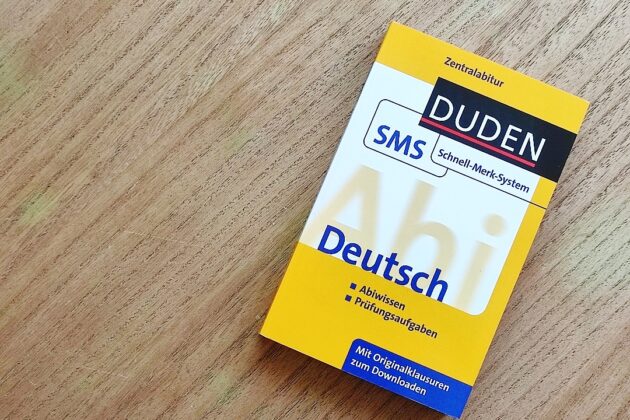 Zentralabitur
DUDEN
SMS
Schnell-Merk-System
Abi
Deutsch
▪ Abiwissen
▪ Prüfungsaufgaben
Mit Originalklausuren
zum Downloaden